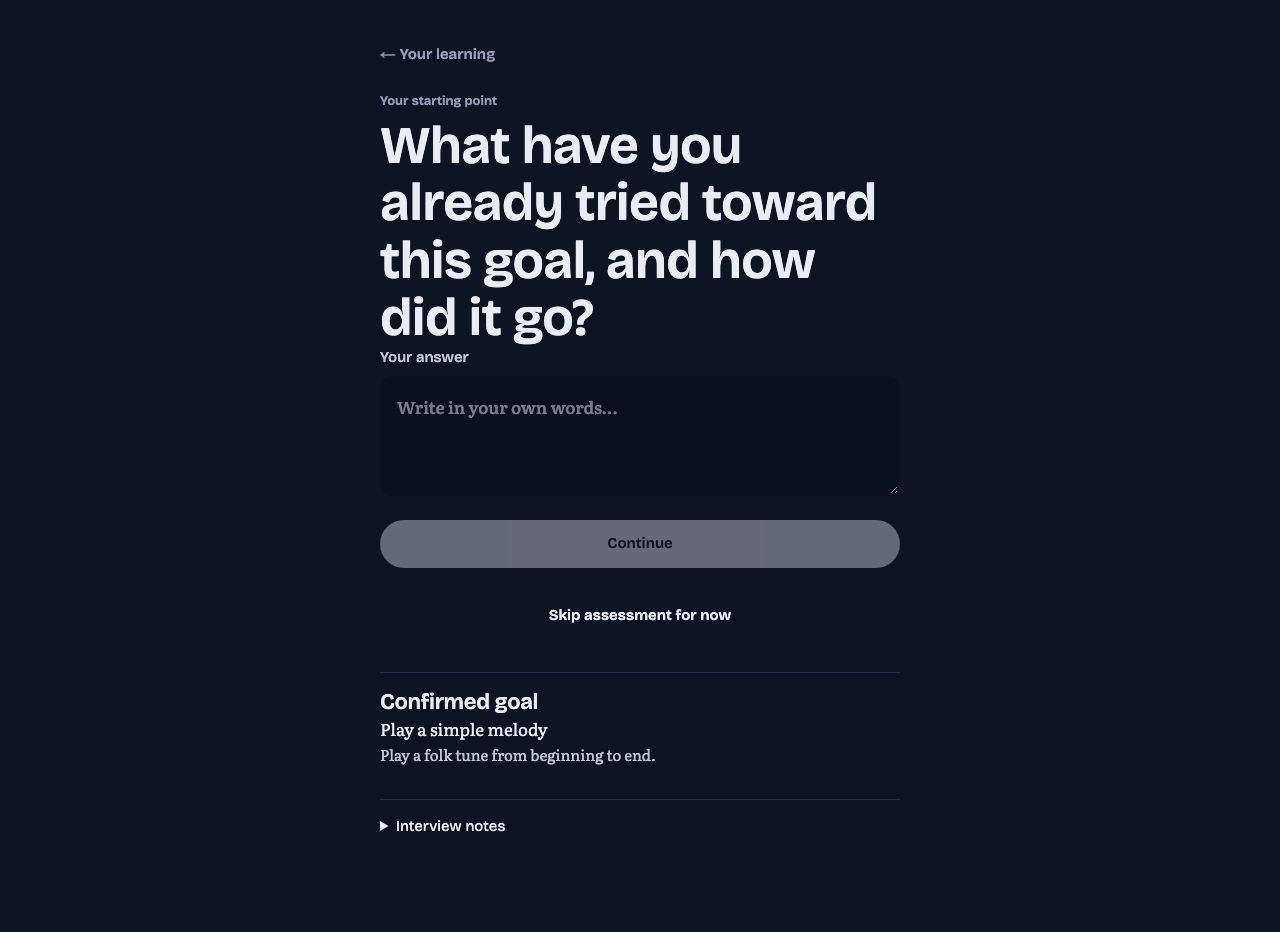 ← Your learning
Your starting point
What have you
already tried toward
this goal, and how
did it go?
Your answer
Write in your own words...
Continue
Skip assessment for now
Confirmed goal
Play a simple melody
Play a folk tune from beginning to end.
Interview notes